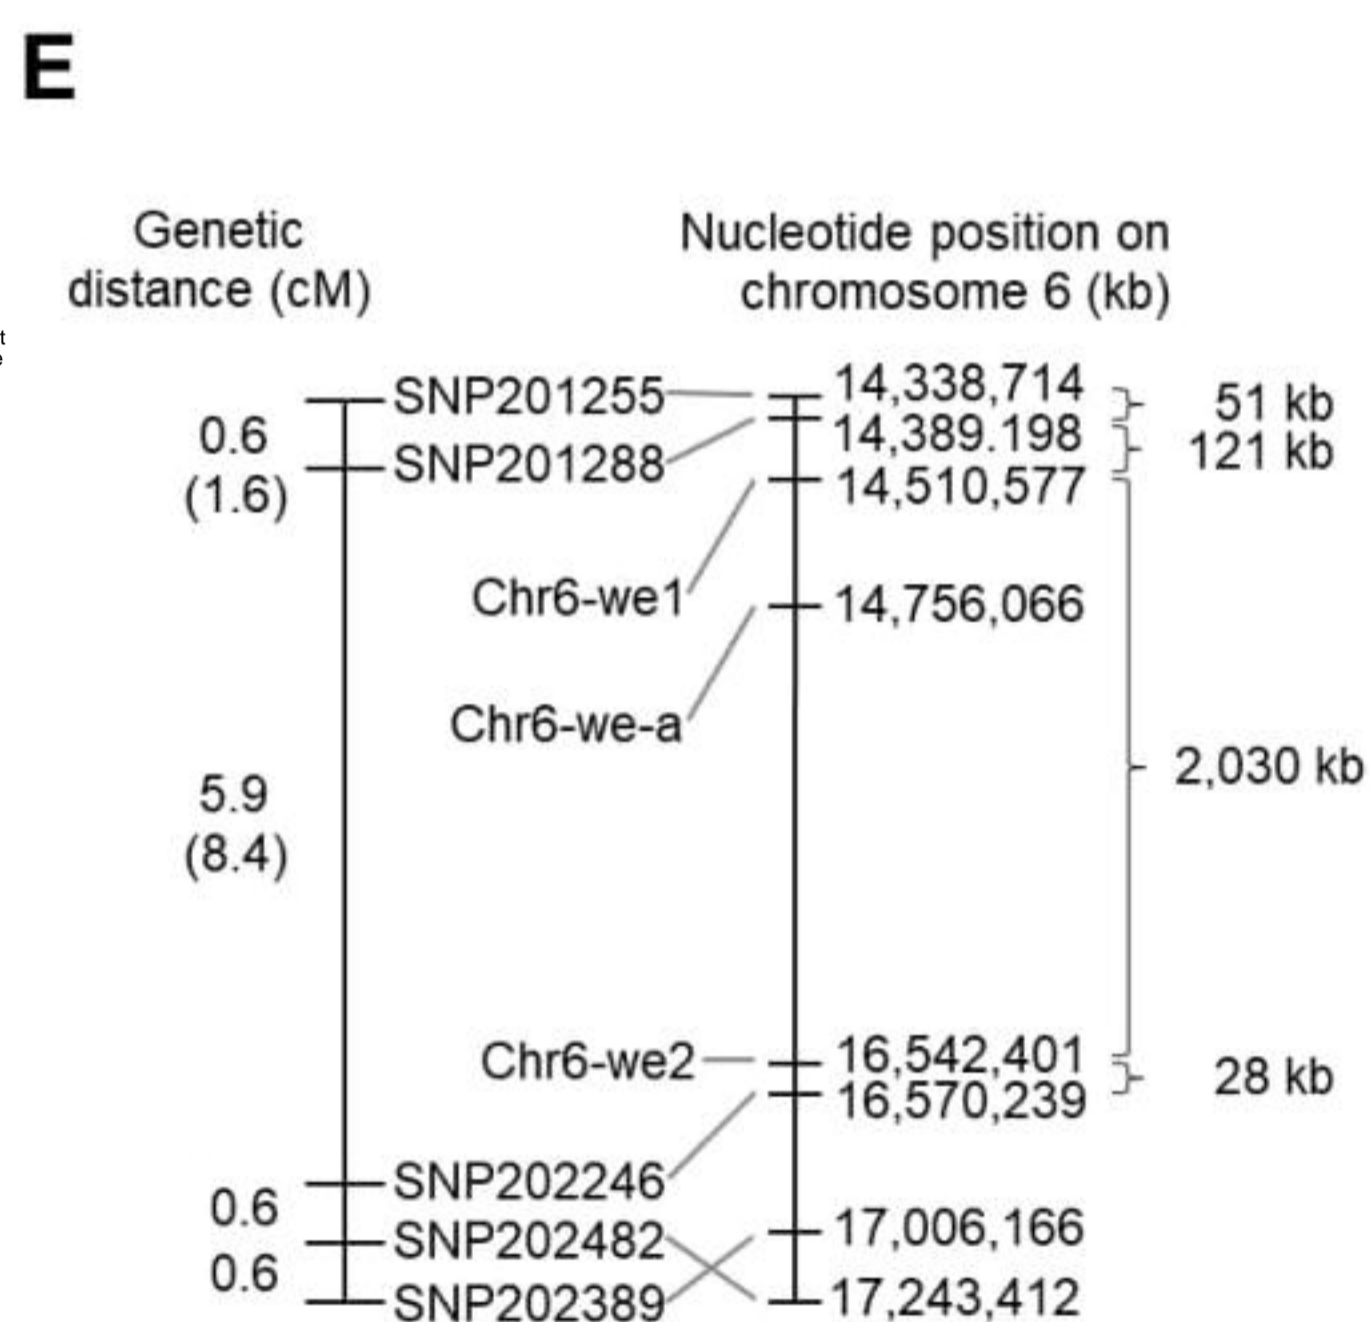 E
Genetic
distance (cM)
Nucleotide position on
chromosome 6 (kb)
t
e
SNP201255
14,338,714
51 kb
0.6
(1.6)
14,389.198
121 kb
SNP201288
14,510,577
Chr6-we1
14,756,066
Chr6-we-a
2,030 kb
5.9
(8.4)
Chr6-we2
16,542,401
28 kb
16,570,239
SNP202246
0.6
SNP202482
17,006,166
0.6
SNP202389
17,243,412